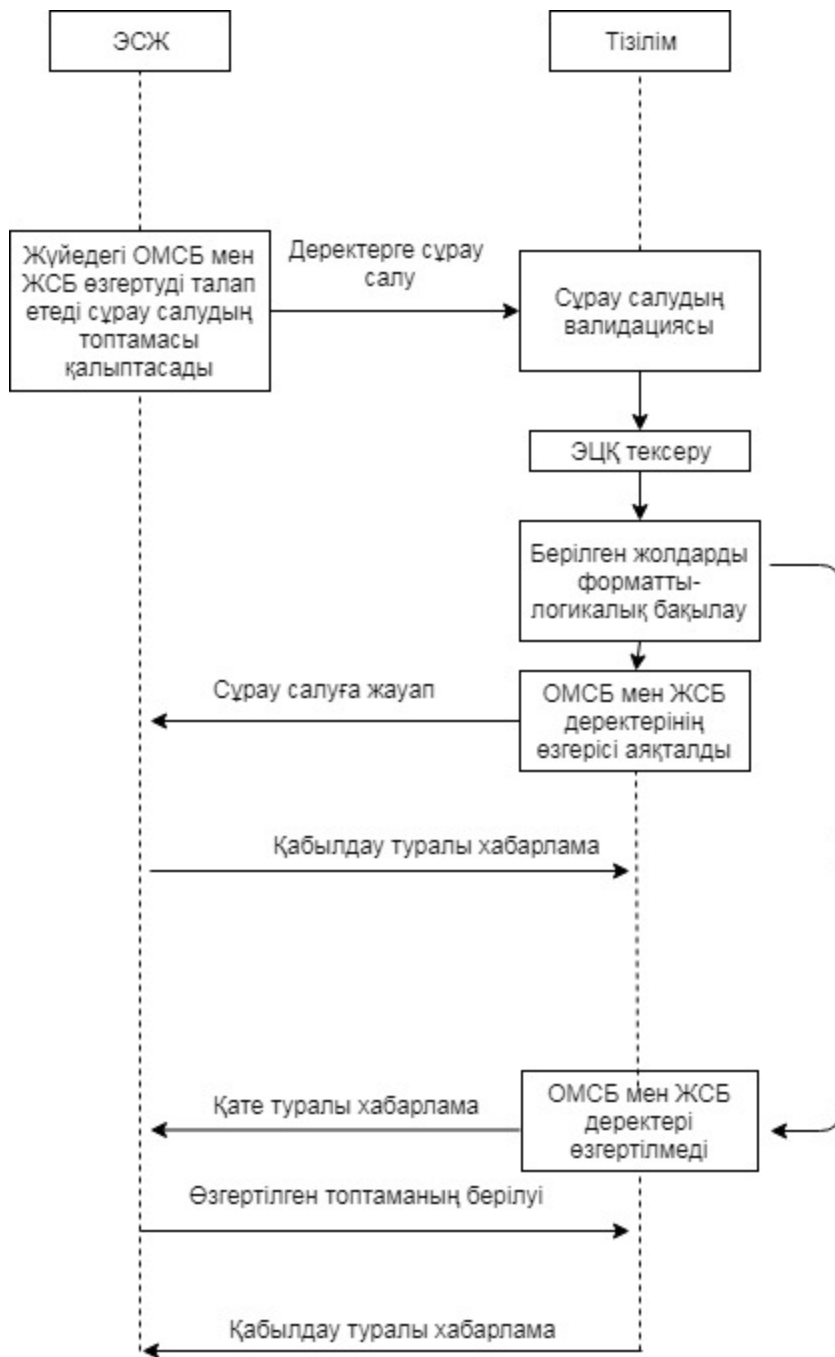 ЭСЖ
Тізілім
Жүйедегі ОМСБ мен
ЖСБ өзгертуді талап
етеді сұрау салудың
топтамасы
қалыптасады
Деректерге сұрау
салу
Сұрау салудың
валидациясы
ЭЦҚ тексеру
Берілген жолдарды
форматты-
логикалық бақылау
Сұрау салуға жауап
ОМСБ мен ЖСБ
деректерінің
өзгерісі аяқталды
Қабылдау туралы хабарлама
Қате туралы хабарлама
ОМСБ мен ЖСБ
деректері
өзгертілмеді
Өзгертілген топтаманың берілуі
Қабылдау туралы хабарлама